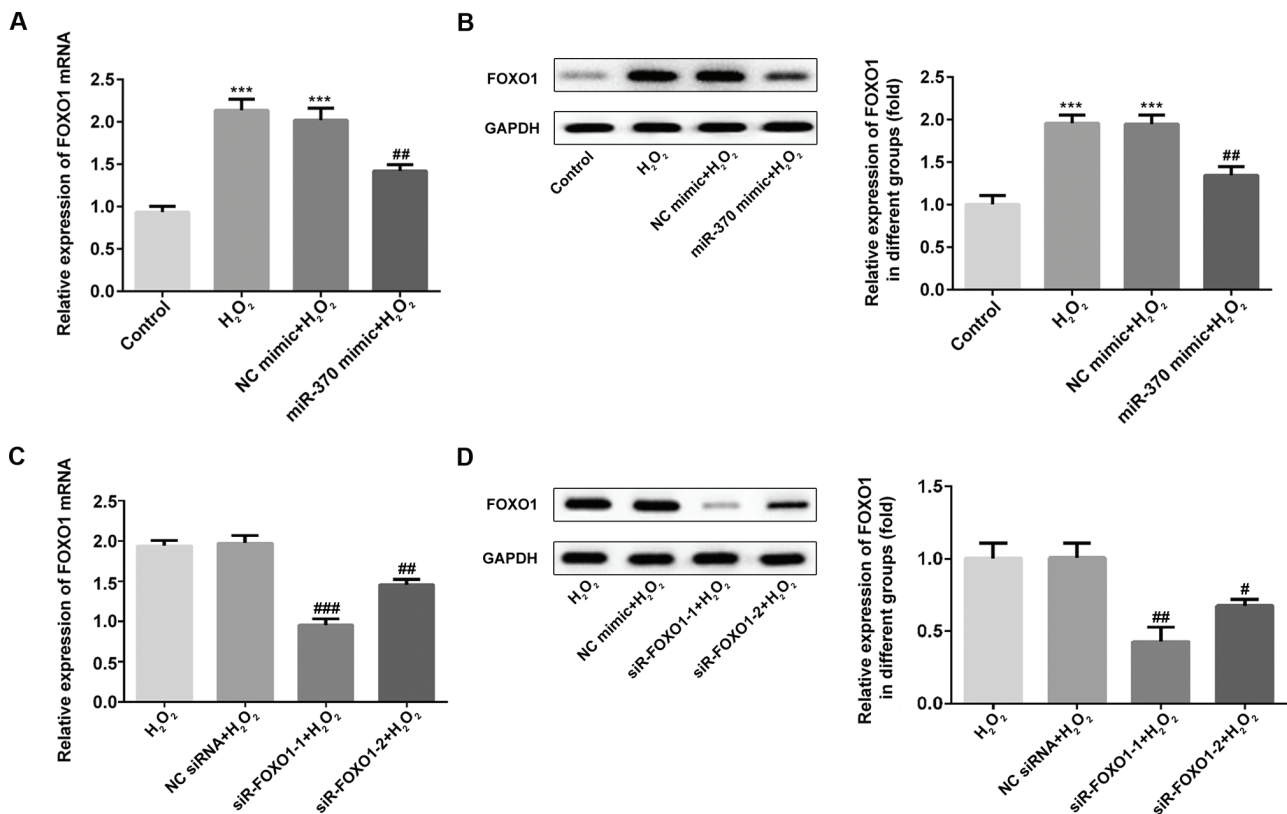 A
Relative expression of FOXO1 mRNA
2.5
2.0
1.5
1.0
0.5
0.0
***
***
##
Control
H₂O₂
NC mimic+H₂O₂
miR-370 mimic+H₂O₂
B
FOXO1
GAPDH
Control
H₂O₂
NC mimic+H₂O₂
miR-370 mimic+H₂O₂
Relative expression of FOXO1
in different groups (fold)
2.5
2.0
1.5
1.0
0.5
0.0
***
***
##
Control
H₂O₂
NC mimic+H₂O₂
miR-370 mimic+H₂O₂
C
Relative expression of FOXO1 mRNA
2.5
2.0
1.5
1.0
0.5
0.0
###
##
H₂O₂
NC siRNA+H₂O₂
siR-FOXO1-1+H₂O₂
siR-FOXO1-2+H₂O₂
D
FOXO1
GAPDH
H₂O₂
NC mimic+H₂O₂
siR-FOXO1-1+H₂O₂
siR-FOXO1-2+H₂O₂
Relative expression of FOXO1
in different groups (fold)
1.5
1.0
0.5
0.0
##
#
H₂O₂
NC siRNA+H₂O₂
siR-FOXO1-1+H₂O₂
siR-FOXO1-2+H₂O₂